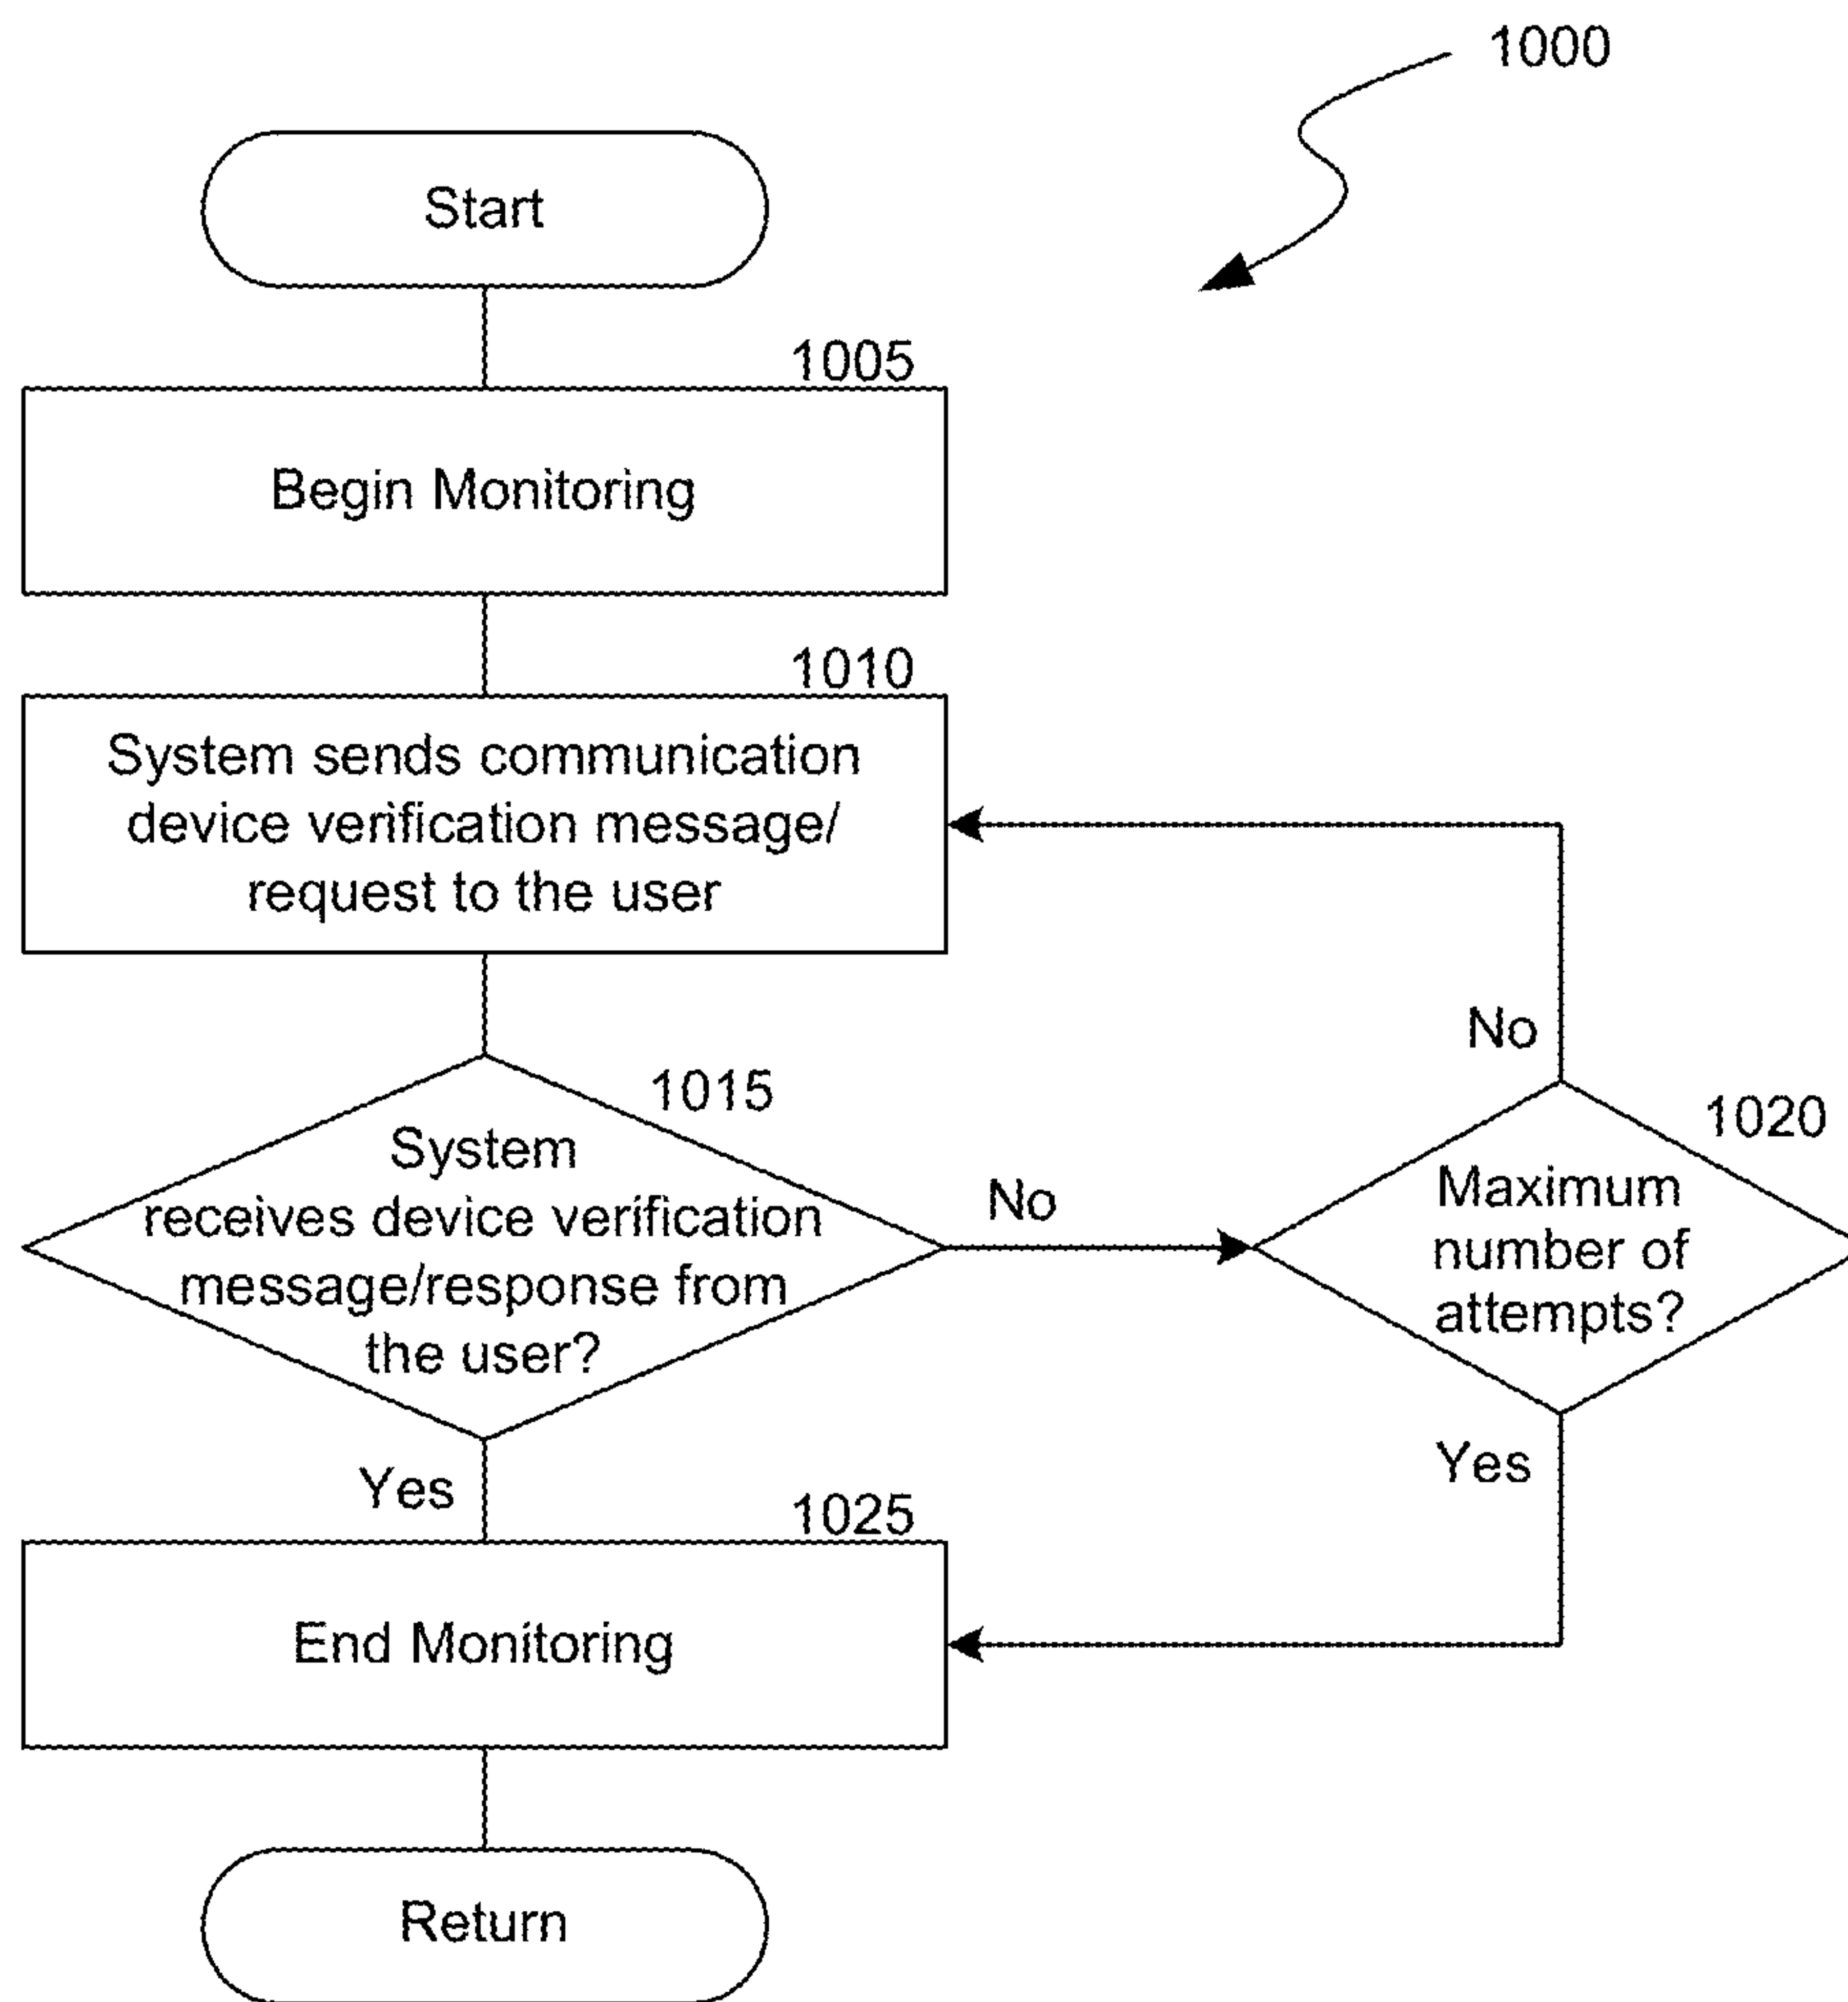 1000
Start
1005
Begin Monitoring
1010
System sends communication
device verification message/
request to the user
1015
System
receives device verification
message/response from
the user?
No
No
1020
Maximum
number of
attempts?
Yes
Yes
1025
End Monitoring
Return